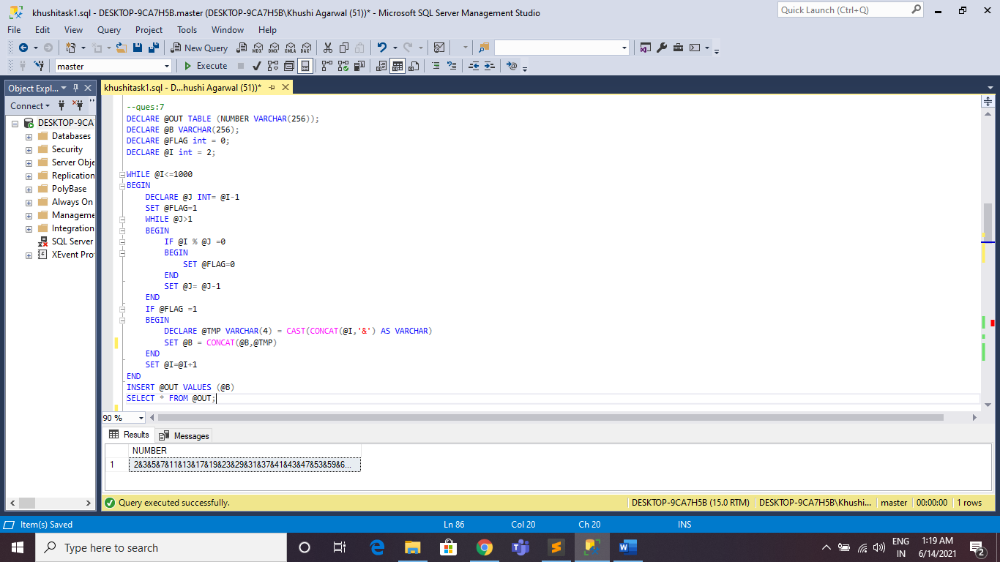 khushitask1.sql - DESKTOP-9CA7H5B.master (DESKTOP-9CA7H5B\Khushi Agarwal (51))* - Microsoft SQL Server Management Studio
Quick Launch (Ctrl+Q)
File Edit View Query Project Tools Window Help
New Query MDX DMX XMLA DAX
master Execute
Object Expl...
khushitask1.sql - D...hushi Agarwal (51))*
Connect
DESKTOP-9CA
Databases
Security
Server Obje
Replication
PolyBase
Always On
Manageme
Integration
SQL Server
XEvent Pro
--ques:7
DECLARE @OUT TABLE (NUMBER VARCHAR(256));
DECLARE @B VARCHAR(256);
DECLARE @FLAG int = 0;
DECLARE @I int = 2;
WHILE @I<=1000
BEGIN
DECLARE @J INT= @I-1
SET @FLAG=1
WHILE @J>1
BEGIN
IF @I % @J =0
BEGIN
SET @FLAG=0
END
SET @J= @J-1
END
IF @FLAG =1
BEGIN
DECLARE @TMP VARCHAR(4) = CAST(CONCAT(@I,'&') AS VARCHAR)
SET @B = CONCAT(@B,@TMP)
END
SET @I=@I+1
END
INSERT @OUT VALUES (@B)
SELECT * FROM @OUT;
90 %
Results Messages
NUMBER
1 2&3&5&7&11&13&17&19&23&29&31&37&41&43&47&53&59&6...
Query executed successfully. DESKTOP-9CA7H5B (15.0 RTM) DESKTOP-9CA7H5B\Khushi... master 00:00:00 1 rows
Item(s) Saved Ln 86 Col 20 Ch 20 INS
Type here to search
ENG
IN
1:19 AM
6/14/2021
2